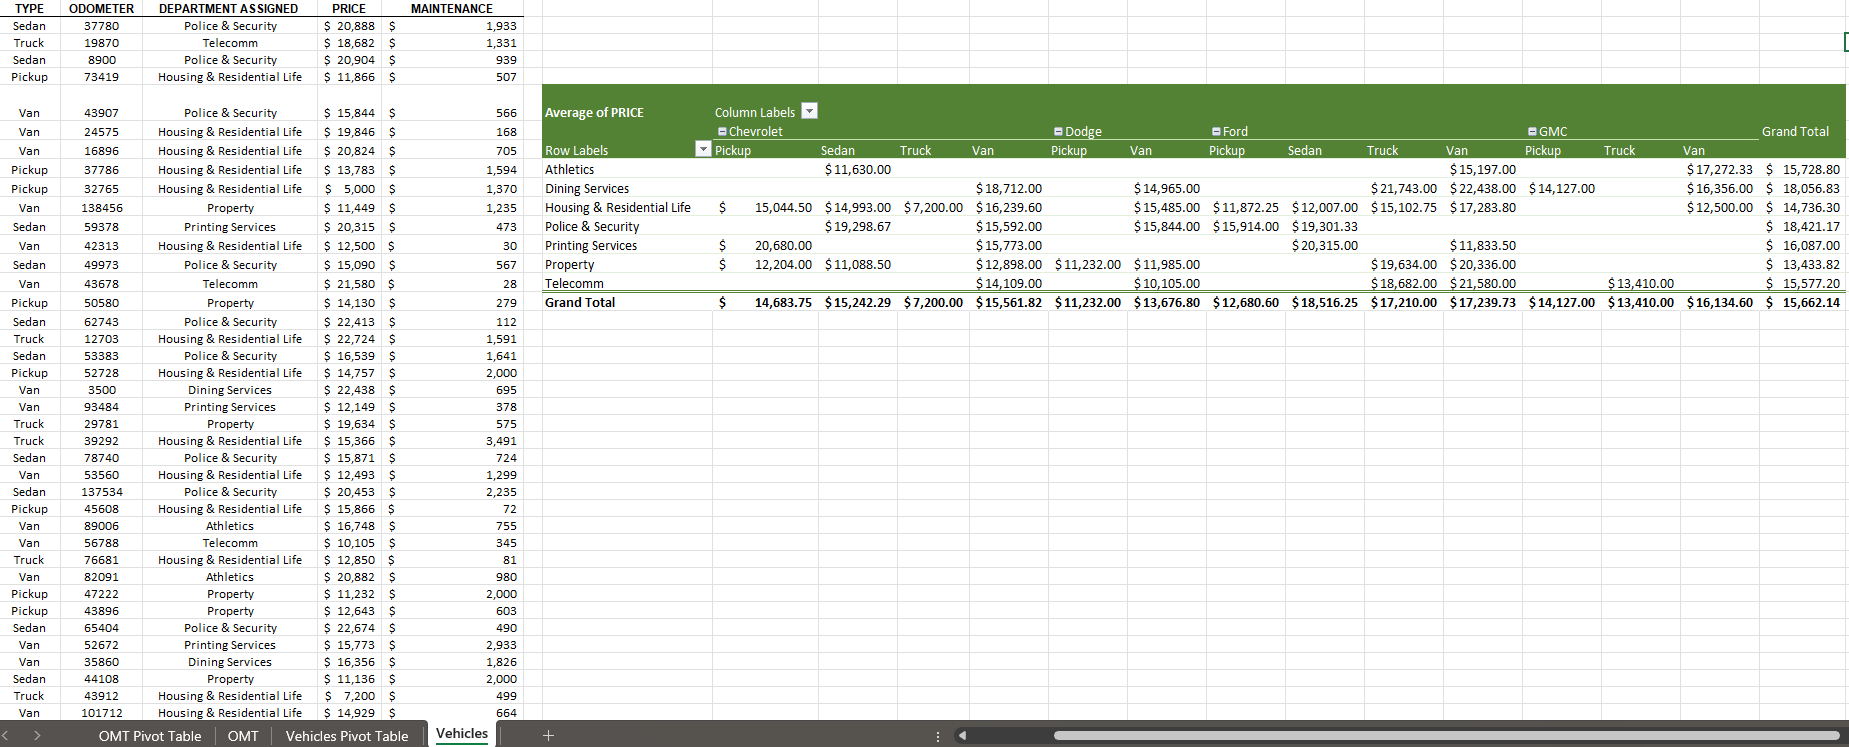 TYPE ODOMETER DEPARTMENT ASSIGNED PRICE MAINTENANCE
Sedan 37780 Police & Security $ 20,888 $ 1,933
Truck 19870 Telecomm $ 18,682 $ 1,331
Sedan 8900 Police & Security $ 20,904 $ 939
Pickup 73419 Housing & Residential Life $ 11,866 $ 507
Van 43907 Police & Security $ 15,844 $ 566
Van 24575 Housing & Residential Life $ 19,846 $ 168
Van 16896 Housing & Residential Life $ 20,824 $ 705
Pickup 37786 Housing & Residential Life $ 13,783 $ 1,594
Pickup 32765 Housing & Residential Life $ 5,000 $ 1,370
Van 138456 Property $ 11,449 $ 1,235
Sedan 59378 Printing Services $ 20,315 $ 473
Van 42313 Housing & Residential Life $ 12,500 $ 30
Sedan 49973 Police & Security $ 15,090 $ 567
Van 43678 Telecomm $ 21,580 $ 28
Pickup 50580 Property $ 14,130 $ 279
Sedan 62743 Police & Security $ 22,413 $ 112
Truck 12703 Housing & Residential Life $ 22,724 $ 1,591
Sedan 53383 Police & Security $ 16,539 $ 1,641
Pickup 52728 Housing & Residential Life $ 14,757 $ 2,000
Van 3500 Dining Services $ 22,438 $ 695
Van 93484 Printing Services $ 12,149 $ 378
Truck 29781 Property $ 19,634 $ 575
Truck 39292 Housing & Residential Life $ 15,366 $ 3,491
Sedan 78740 Police & Security $ 15,871 $ 724
Van 53560 Housing & Residential Life $ 12,493 $ 1,299
Sedan 137534 Police & Security $ 20,453 $ 2,235
Pickup 45608 Housing & Residential Life $ 15,866 $ 72
Van 89006 Athletics $ 16,748 $ 755
Van 56788 Telecomm $ 10,105 $ 345
Truck 76681 Housing & Residential Life $ 12,850 $ 81
Van 82091 Athletics $ 20,882 $ 980
Pickup 47222 Property $ 11,232 $ 2,000
Pickup 43896 Property $ 12,643 $ 603
Sedan 65404 Police & Security $ 22,674 $ 490
Van 52672 Printing Services $ 15,773 $ 2,933
Van 35860 Dining Services $ 16,356 $ 1,826
Sedan 44108 Property $ 11,136 $ 2,000
Truck 43912 Housing & Residential Life $ 7,200 $ 499
Van 101712 Housing & Residential Life $ 14,929 $ 664
Average of PRICE Column Labels
Chevrolet Dodge Ford GMC Grand Total
Row Labels Pickup Sedan Truck Van Pickup Van Pickup Sedan Truck Van Pickup Truck Van
Athletics $ 11,630.00 $ 15,197.00 $ 17,272.33 $ 15,728.80
Dining Services $ 18,712.00 $ 14,965.00 $ 21,743.00 $ 22,438.00 $ 14,127.00 $ 16,356.00 $ 18,056.83
Housing & Residential Life $ 15,044.50 $ 14,993.00 $ 7,200.00 $ 16,239.60 $ 15,485.00 $ 11,872.25 $ 12,007.00 $ 15,102.75 $ 17,283.80 $ 12,500.00 $ 14,736.30
Police & Security $ 19,298.67 $ 15,592.00 $ 15,844.00 $ 15,914.00 $ 19,301.33 $ 18,421.17
Printing Services $ 20,680.00 $ 15,773.00 $ 20,315.00 $ 11,833.50 $ 16,087.00
Property $ 12,204.00 $ 11,088.50 $ 12,898.00 $ 11,232.00 $ 11,985.00 $ 19,634.00 $ 20,336.00 $ 13,433.82
Telecomm $ 14,109.00 $ 10,105.00 $ 18,682.00 $ 21,580.00 $ 13,410.00 $ 15,577.20
Grand Total $ 14,683.75 $ 15,242.29 $ 7,200.00 $ 15,561.82 $ 11,232.00 $ 13,676.80 $ 12,680.60 $ 18,516.25 $ 17,210.00 $ 17,239.73 $ 14,127.00 $ 13,410.00 $ 16,134.60 $ 15,662.14
OMT Pivot Table OMT Vehicles Pivot Table Vehicles